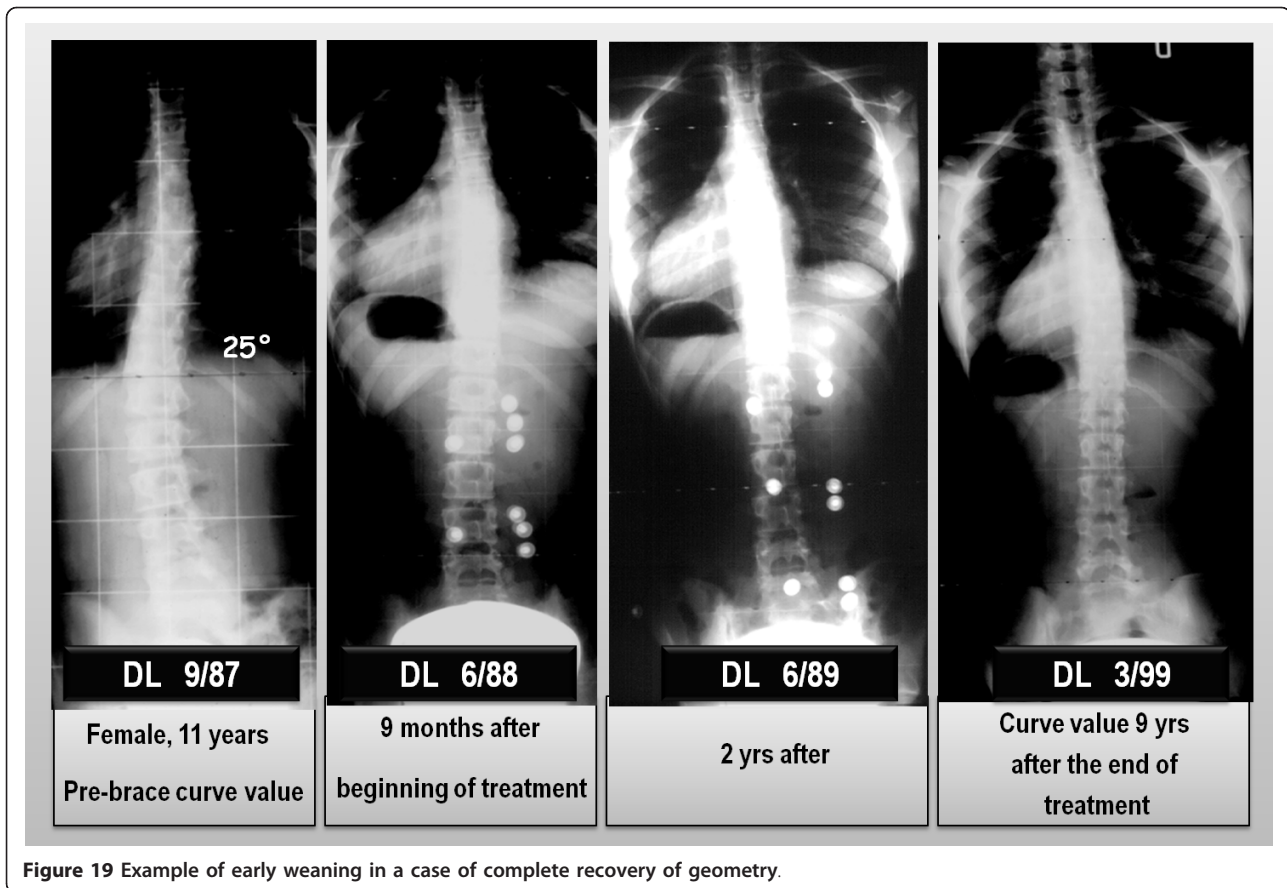 25°
DL 9/87
DL 6/88
DL 6/89
DL 3/99
Female, 11 years
Pre-brace curve value
9 months after
beginning of treatment
2 yrs after
Curve value 9 yrs
after the end of
treatment
Figure 19 Example of early weaning in a case of complete recovery of geometry.